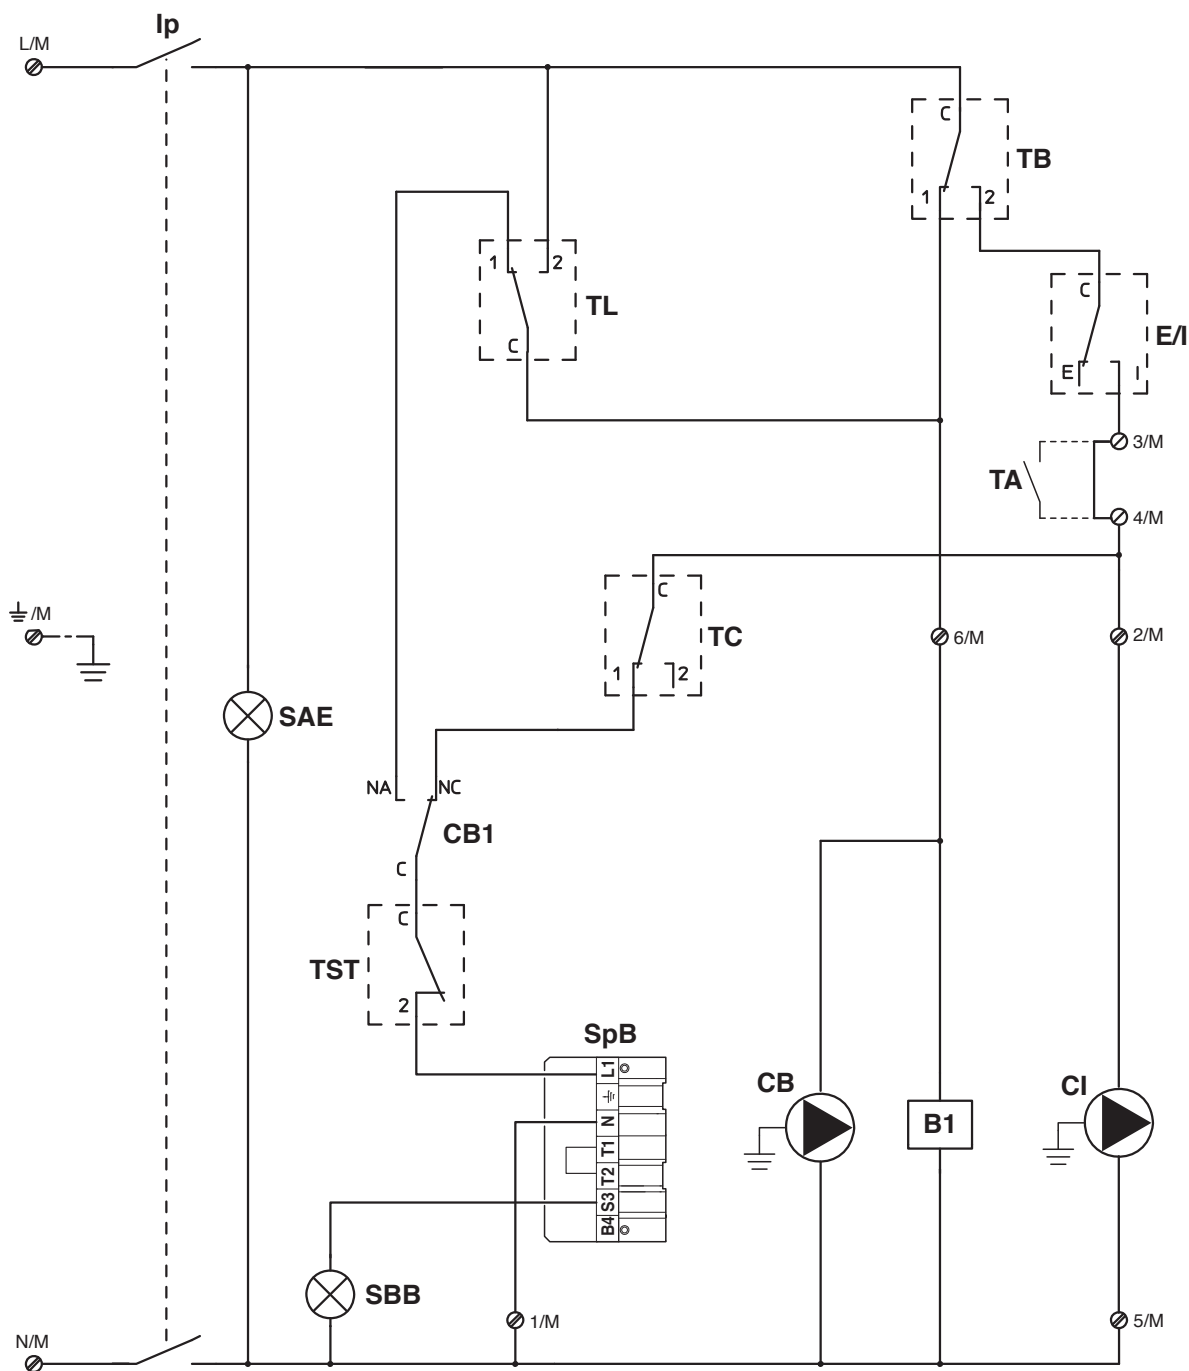 Ip
L/M
C
TB
1 2
1 2
TL
C
C
E/I
E I
3/M
TA
4/M
C
TC
1 2
⏚/M
6/M
2/M
SAE
NA NC
CB1
C
C
TST
2
SpB
L1
⏚
N
T1
T2
S3
B4
CB
B1
CI
SBB
1/M
5/M
N/M